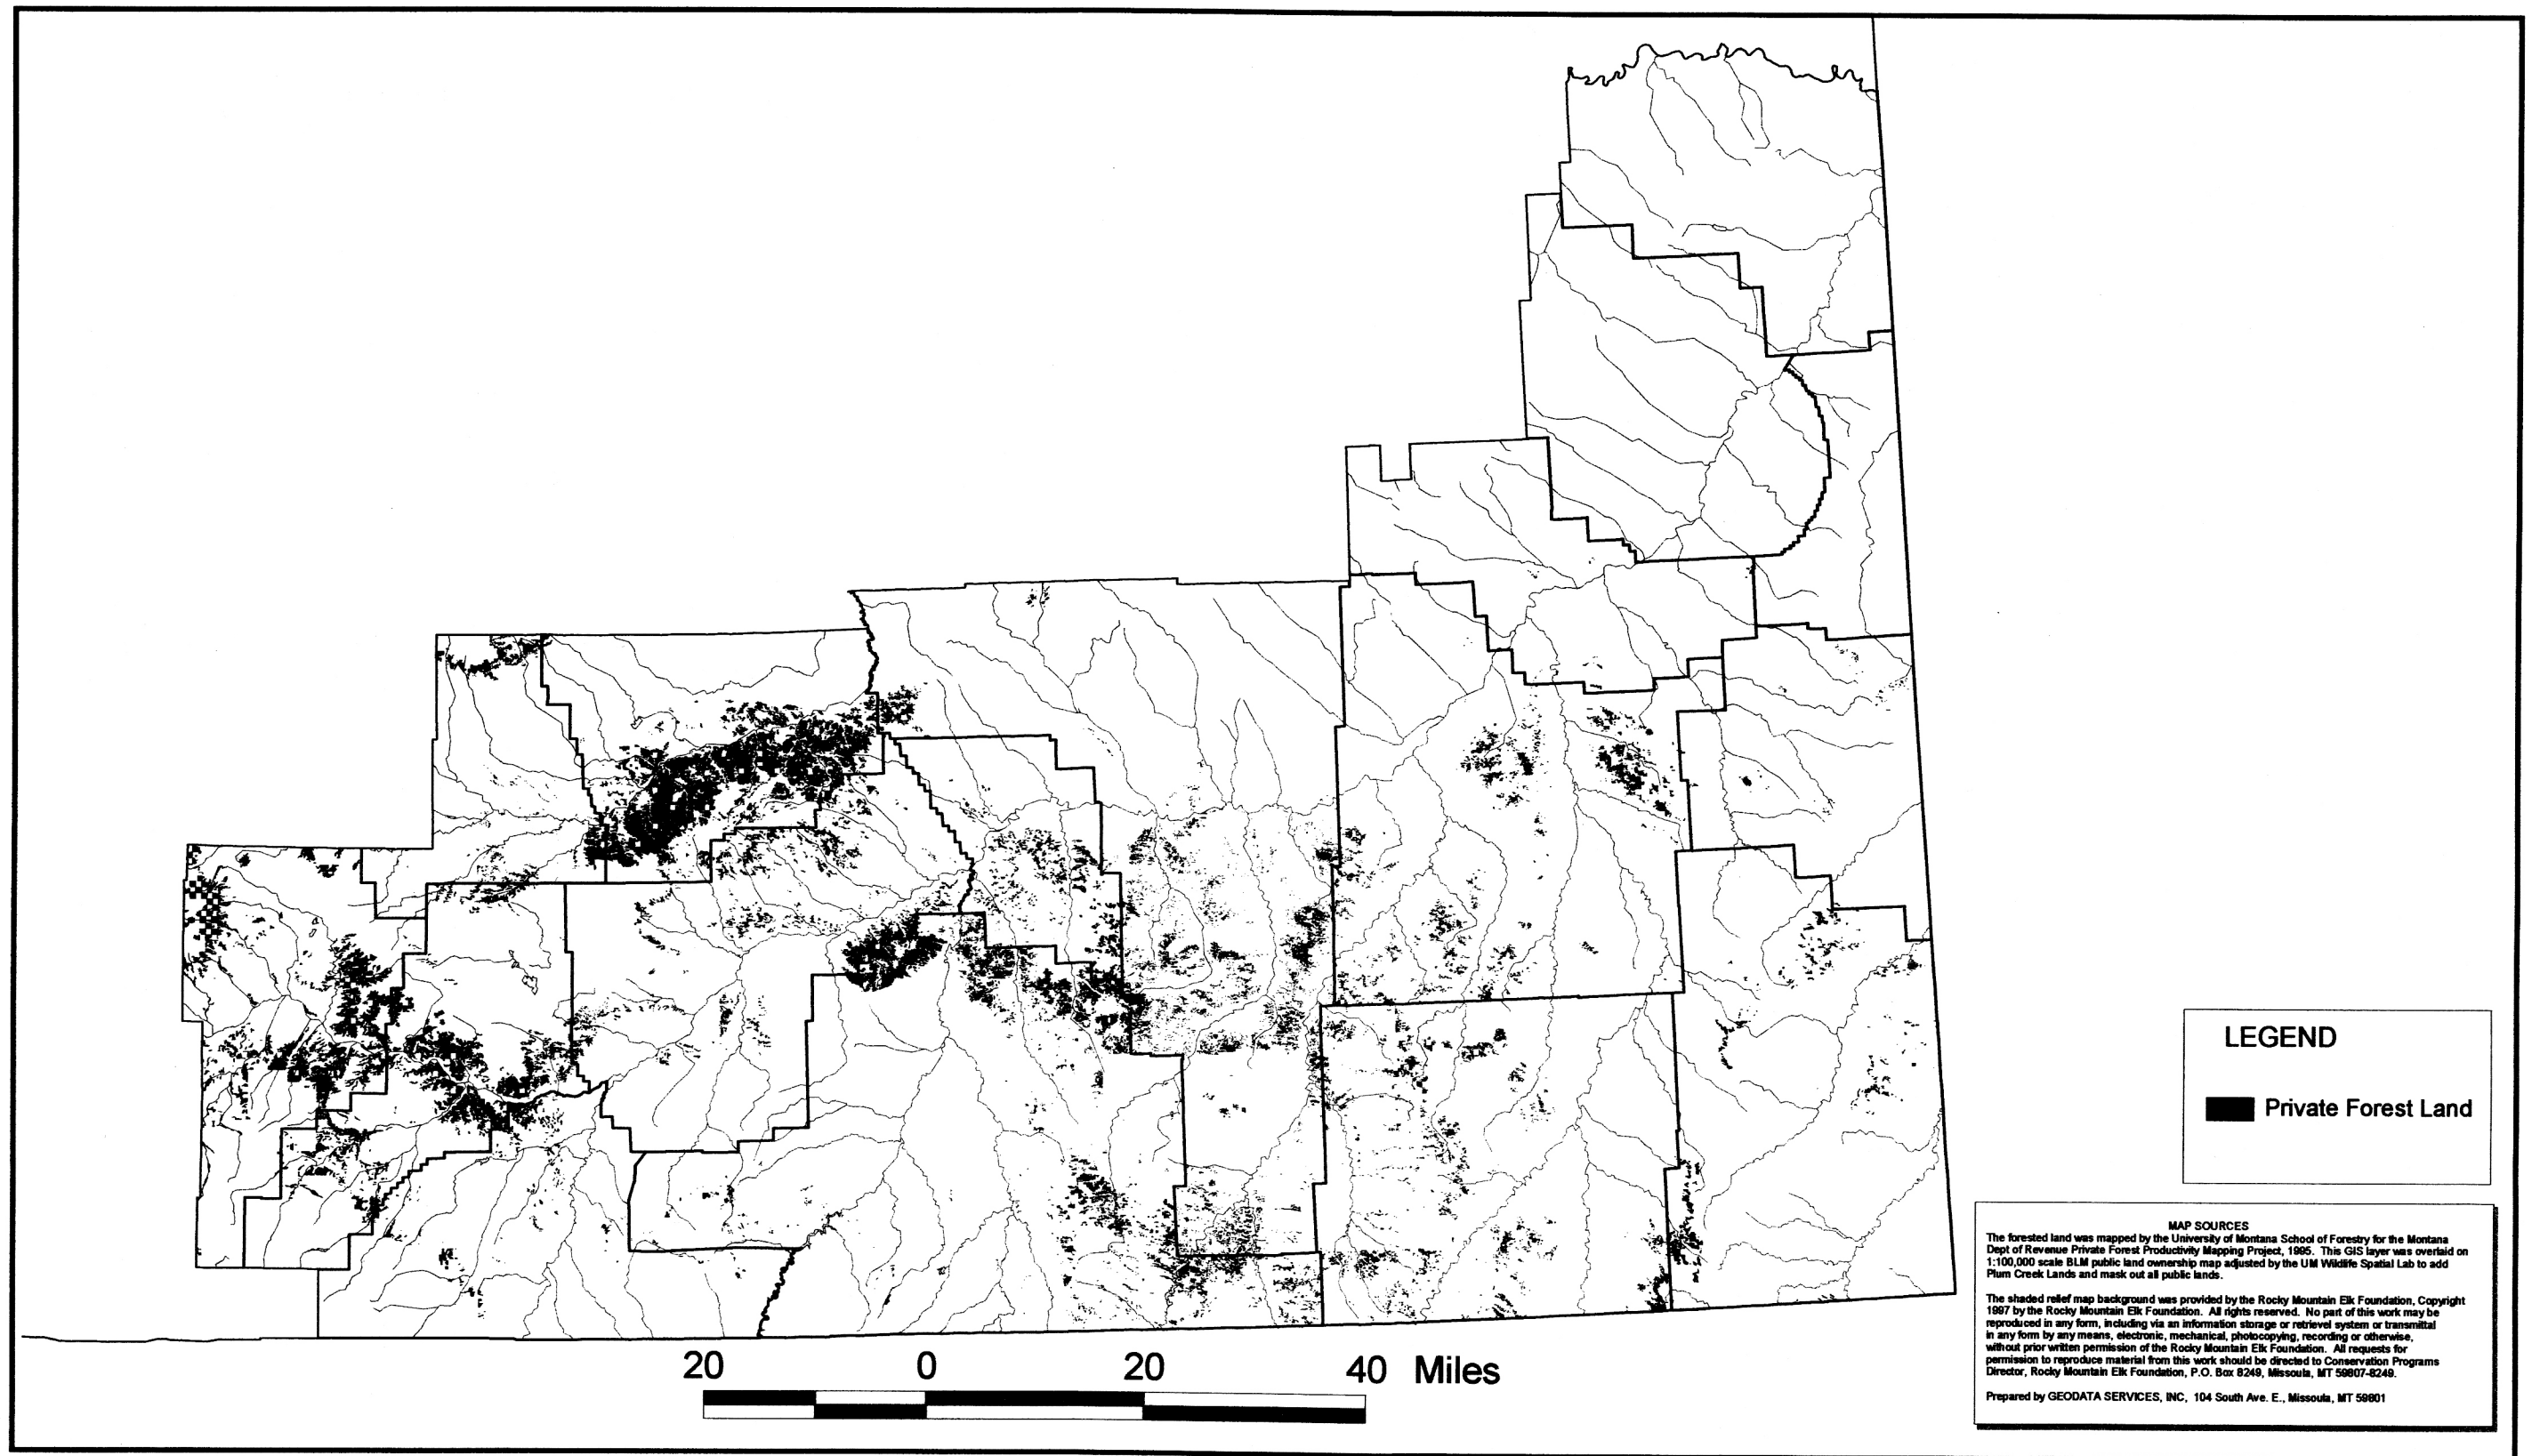 LEGEND
Private Forest Land
MAP SOURCES
The forested land was mapped by the University of Montana School of Forestry for the Montana
Dept of Revenue Private Forest Productivity Mapping Project, 1995. This GIS layer was overlaid on
1:100,000 scale BLM public land ownership map adjusted by the UM Wildlife Spatial Lab to add
Plum Creek Lands and mask out all public lands.
The shaded relief map background was provided by the Rocky Mountain Elk Foundation, Copyright
1997 by the Rocky Mountain Elk Foundation. All rights reserved. No part of this work may be
reproduced in any form, including via an information storage or retrievel system or transmittal
in any form by any means, electronic, mechanical, photocopying, recording or otherwise,
without prior written permission of the Rocky Mountain Elk Foundation. All requests for
permission to reproduce material from this work should be directed to Conservation Programs
Director, Rocky Mountain Elk Foundation, P.O. Box 8249, Missoula, MT 59807-8249.
Prepared by GEODATA SERVICES, INC, 104 South Ave. E., Missoula, MT 59801
20 0 20 40 Miles